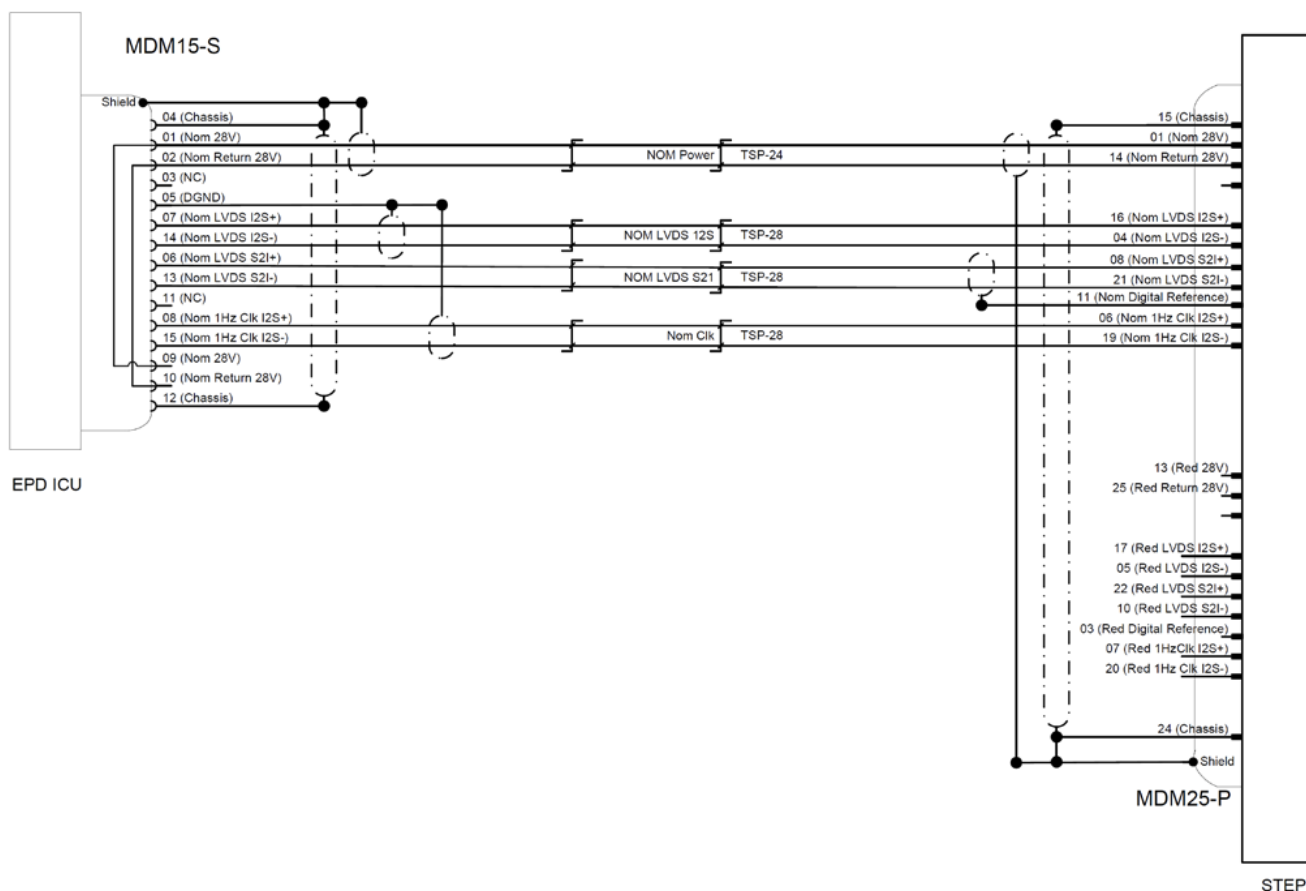 MDM15-S
Shield
04 (Chassis)
01 (Nom 28V)
02 (Nom Return 28V)
03 (NC)
05 (DGND)
07 (Nom LVDS I2S+)
14 (Nom LVDS I2S-)
06 (Nom LVDS S2I+)
13 (Nom LVDS S2I-)
11 (NC)
08 (Nom 1Hz Clk I2S+)
15 (Nom 1Hz Clk I2S-)
09 (Nom 28V)
10 (Nom Return 28V)
12 (Chassis)
EPD ICU
NOM Power TSP-24
NOM LVDS 12S TSP-28
NOM LVDS S21 TSP-28
Nom Clk TSP-28
15 (Chassis)
01 (Nom 28V)
14 (Nom Return 28V)
16 (Nom LVDS I2S+)
04 (Nom LVDS I2S-)
08 (Nom LVDS S2I+)
21 (Nom LVDS S2I-)
11 (Nom Digital Reference)
06 (Nom 1Hz Clk I2S+)
19 (Nom 1Hz Clk I2S-)
13 (Red 28V)
25 (Red Return 28V)
17 (Red LVDS I2S+)
05 (Red LVDS I2S-)
22 (Red LVDS S2I+)
10 (Red LVDS S2I-)
03 (Red Digital Reference)
07 (Red 1HzClk I2S+)
20 (Red 1Hz Clk I2S-)
24 (Chassis)
Shield
MDM25-P
STEP